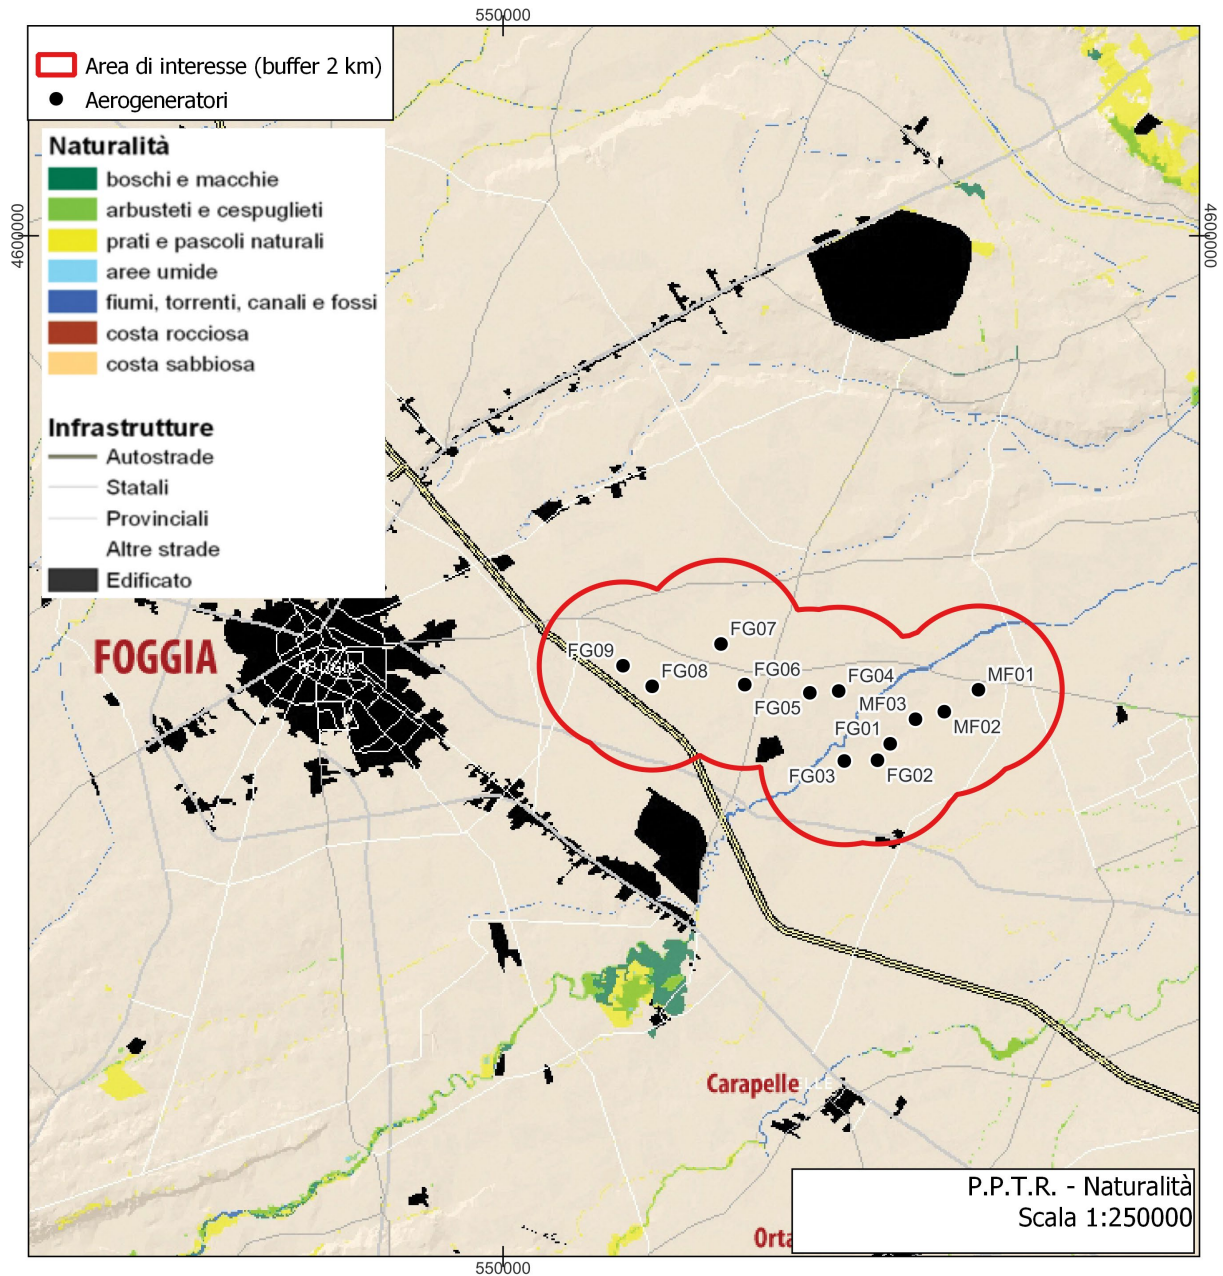 550000
Area di interesse (buffer 2 km)
Aerogeneratori
Naturalità
boschi e macchie
arbusteti e cespuglieti
prati e pascoli naturali
aree umide
fiumi, torrenti, canali e fossi
costa rocciosa
costa sabbiosa
Infrastrutture
Autostrade
Statali
Provinciali
Altre strade
Edificato
4600000
4600000
FOGGIA
FG07
FG09
FG08
FG06
FG04
MF01
FG05
MF03
MF02
FG01
FG03
FG02
Carapelle
Orta
P.P.T.R. - Naturalità
Scala 1:250000
550000